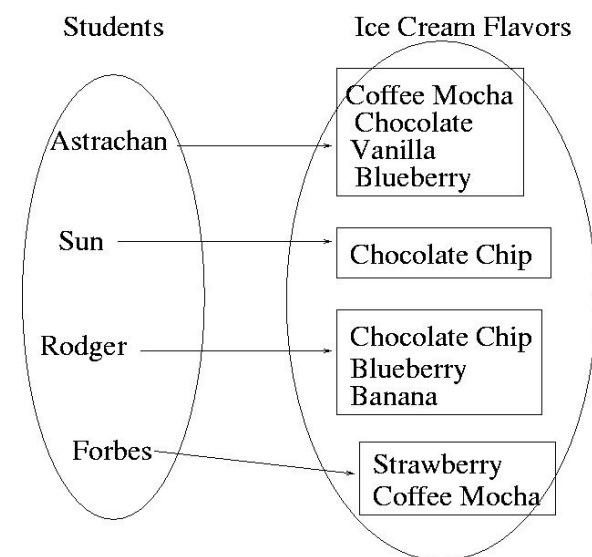 Students
Ice Cream Flavors
Astrachan
Coffee Mocha
Chocolate
Vanilla
Blueberry
Sun
Chocolate Chip
Rodger
Chocolate Chip
Blueberry
Banana
Forbes
Strawberry
Coffee Mocha